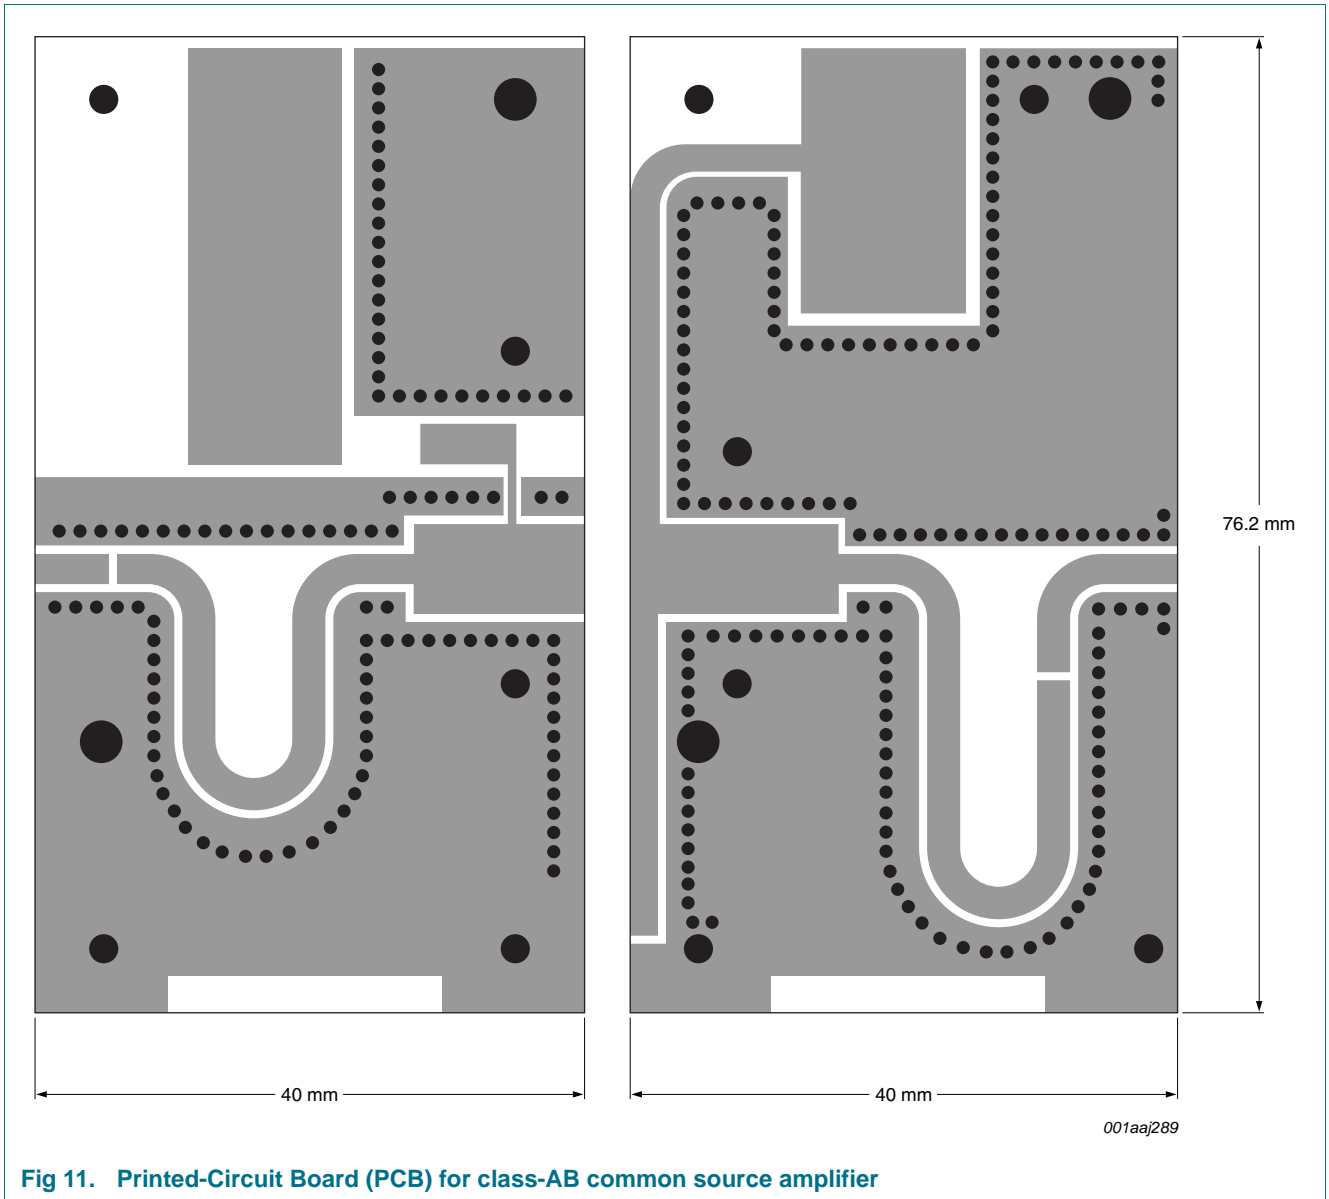 76.2 mm
40 mm
40 mm
001aaj289
Fig 11. Printed-Circuit Board (PCB) for class-AB common source amplifier